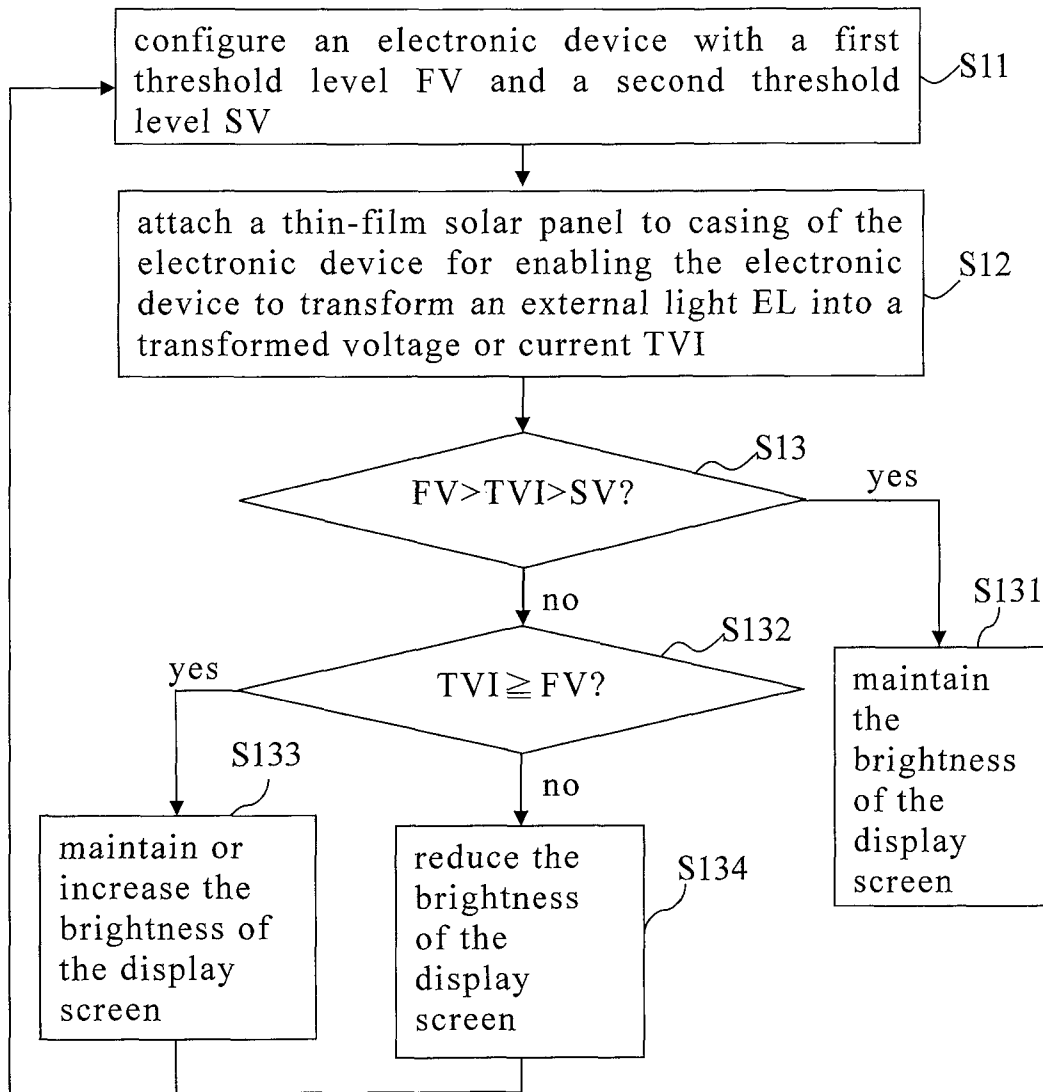 configure an electronic device with a first
threshold level FV and a second threshold
level SV
S11
attach a thin-film solar panel to casing of the
electronic device for enabling the electronic
device to transform an external light EL into a
transformed voltage or current TVI
S12
FV>TVI>SV?
S13
yes
no
S131
maintain
the
brightness
of the
display
screen
TVI≧FV?
S132
yes
no
S133
maintain or
increase the
brightness of
the display
screen
reduce the
brightness
of the
display
screen
S134